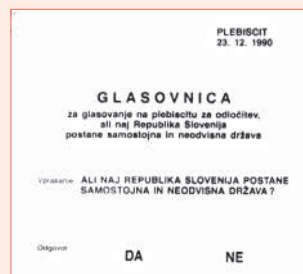 PLEBISCIT
23. 12. 1990
GLASOVNICA
za glasovanje na plebiscitu za odločitev,
ali naj Republika Slovenija
postane samostojna in neodvisna država
Vprašanje ALI NAJ REPUBLIKA SLOVENIJA POSTANE
SAMOSTOJNA IN NEODVISNA DRŽAVA?
Odgovor
DA NE